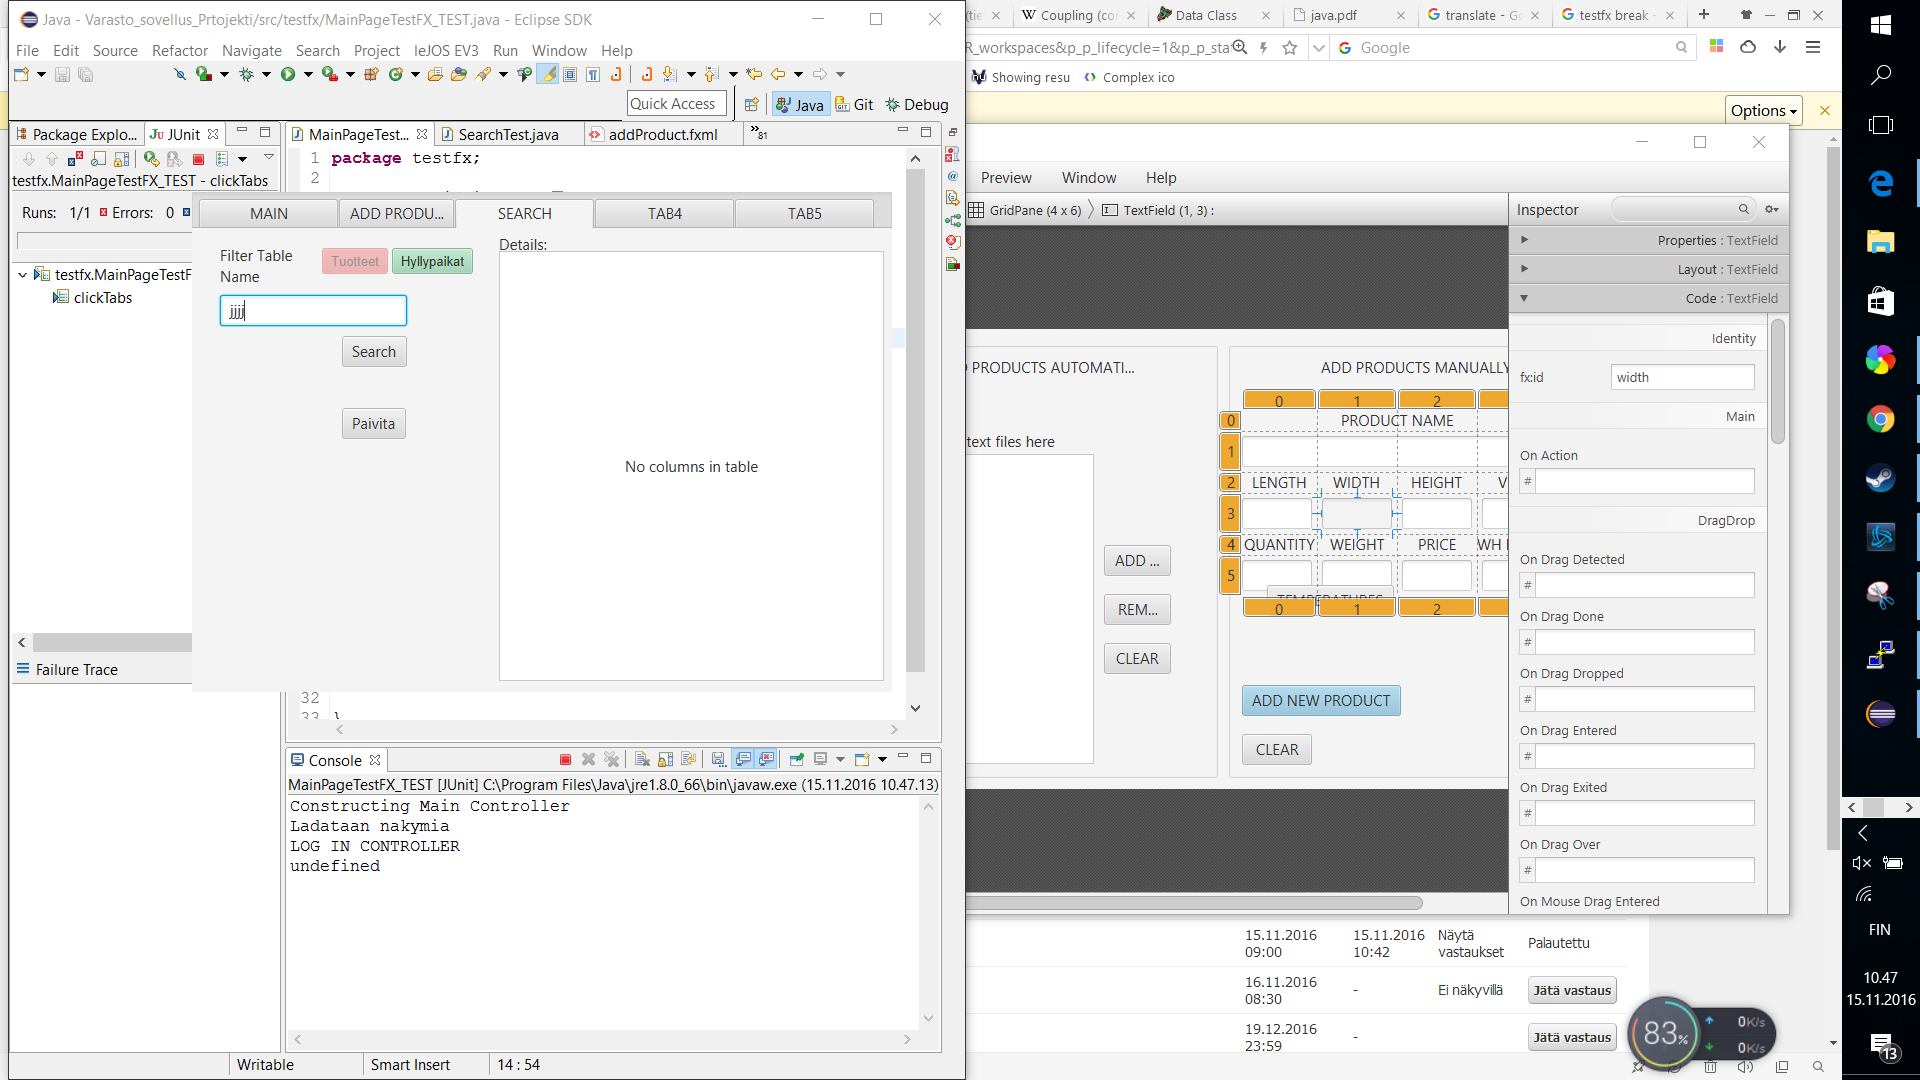 Java - Varasto_sovellus_Prtojekti/src/testfx/MainPageTestFX_TEST.java - Eclipse SDK
File Edit Source Refactor Navigate Search Project leJOS EV3 Run Window Help
Quick Access
Java
Git
Debug
Package Explo...
JUnit
MainPageTest...
SearchTest.java
addProduct.fxml
81
testfx.MainPageTestFX_TEST - clickTabs
Runs: 1/1 Errors: 0
testfx.MainPageTestF
clickTabs
Failure Trace
1 package testfx;
2
32
33 }
MAIN
ADD PRODU...
SEARCH
TAB4
TAB5
Filter Table
Name
Tuotteet
Hyllypaikat
jjjj
Search
Paivita
Details:
No columns in table
Console
MainPageTestFX_TEST [JUnit] C:\Program Files\Java\jre1.8.0_66\bin\javaw.exe (15.11.2016 10.47.13)
Constructing Main Controller
Ladataan nakymia
LOG IN CONTROLLER
undefined
Writable
Smart Insert
14 : 54
Coupling (co
Data Class
java.pdf
translate - G
testfx break -
R_workspaces&p_p_lifecycle=1&p_p_sta
Google
Showing resu
Complex ico
Options
Preview Window Help
GridPane (4 x 6)
TextField (1, 3) :
Inspector
Properties : TextField
Layout : TextField
Code : TextField
Identity
fx:id
width
Main
On Action
#
DragDrop
On Drag Detected
#
On Drag Done
#
On Drag Dropped
#
On Drag Entered
#
On Drag Exited
#
On Drag Over
#
On Mouse Drag Entered
PRODUCTS AUTOMATI...
text files here
ADD ...
REM...
CLEAR
ADD PRODUCTS MANUALLY
0 1 2
0 PRODUCT NAME
1
2 LENGTH WIDTH HEIGHT V
3
4 QUANTITY WEIGHT PRICE WH
5
TEMPERATURES
0 1 2
ADD NEW PRODUCT
CLEAR
15.11.2016 09:00
15.11.2016 10:42
Näytä vastaukset
Palautettu
16.11.2016 08:30
-
Ei näkyvillä
Jätä vastaus
19.12.2016 23:59
-
Jätä vastaus
83%
0K/s
0K/s
FIN
10.47
15.11.2016
13